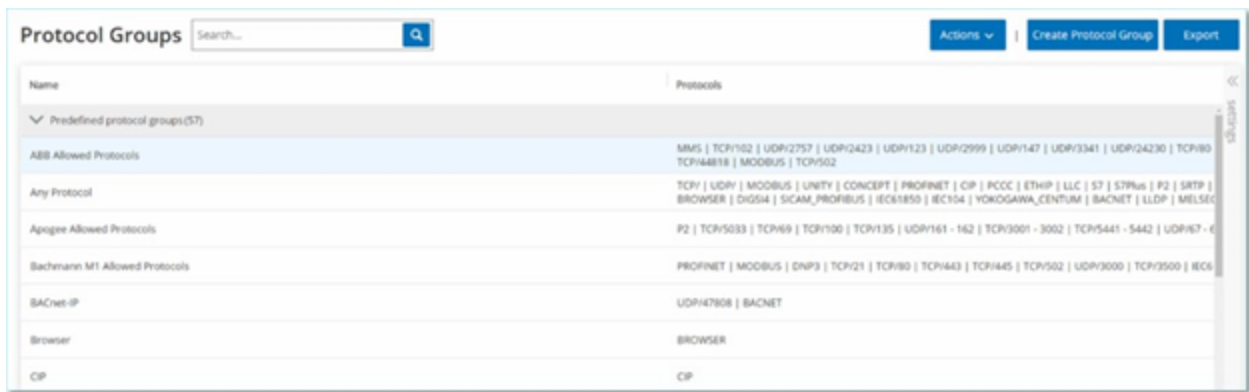 Protocol Groups
Search...
Actions
|
Create Protocol Group
Export
Name
Protocols
settings
Predefined protocol groups(57)
ABB Allowed Protocols
MMS | TCP/102 | UDP/2757 | UDP/2423 | UDP/123 | UDP/2999 | UDP/147 | UDP/3341 | UDP/24230 | TCP/80
TCP/44818 | MODBUS | TCP/502
Any Protocol
TCP/ | UDP/ | MODBUS | UNITY | CONCEPT | PROFINET | CIP | PCCC | ETHIP | LLC | S7 | S7Plus | P2 | SRTP |
BROWSER | DIGSI4 | SICAM_PROFIBUS | IEC61850 | IEC104 | YOKOGAWA_CENTUM | BACNET | LLDP | MELSEC
Apogee Allowed Protocols
P2 | TCP/5033 | TCP/69 | TCP/100 | TCP/135 | UDP/161 - 162 | TCP/3001 - 3002 | TCP/5441 - 5442 | UDP/67 - 6
Bachmann M1 Allowed Protocols
PROFINET | MODBUS | DNP3 | TCP/21 | TCP/80 | TCP/443 | TCP/445 | TCP/502 | UDP/3000 | TCP/3500 | IEC6
BACnet-IP
UDP/47808 | BACNET
Browser
BROWSER
CIP
CIP